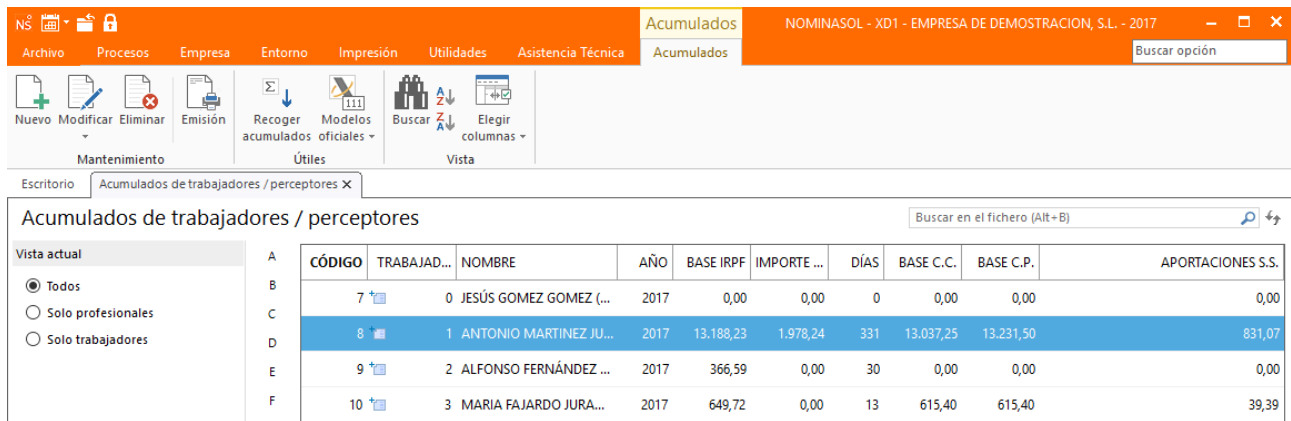 NS Acumulados NOMINASOL - XD1 - EMPRESA DE DEMOSTRACION, S.L. - 2017
Archivo Procesos Empresa Entorno Impresión Utilidades Asistencia Técnica Acumulados Buscar opción
Nuevo Modificar Eliminar Emisión Recoger acumulados Modelos oficiales Buscar Elegir columnas
Mantenimiento Útiles Vista
Escritorio Acumulados de trabajadores / perceptores X
Acumulados de trabajadores / perceptores Buscar en el fichero (Alt+B)
Vista actual
Todos
Solo profesionales
Solo trabajadores
A
B
C
D
E
F
CÓDIGO TRABAJAD... NOMBRE AÑO BASE IRPF IMPORTE ... DÍAS BASE C.C. BASE C.P. APORTACIONES S.S.
7 0 JESÚS GOMEZ GOMEZ (... 2017 0,00 0,00 0 0,00 0,00 0,00
8 1 ANTONIO MARTINEZ JU... 2017 13.188,23 1.978,24 331 13.037,25 13.231,50 831,07
9 2 ALFONSO FERNÁNDEZ ... 2017 366,59 0,00 30 0,00 0,00 0,00
10 3 MARIA FAJARDO JURA... 2017 649,72 0,00 13 615,40 615,40 39,39